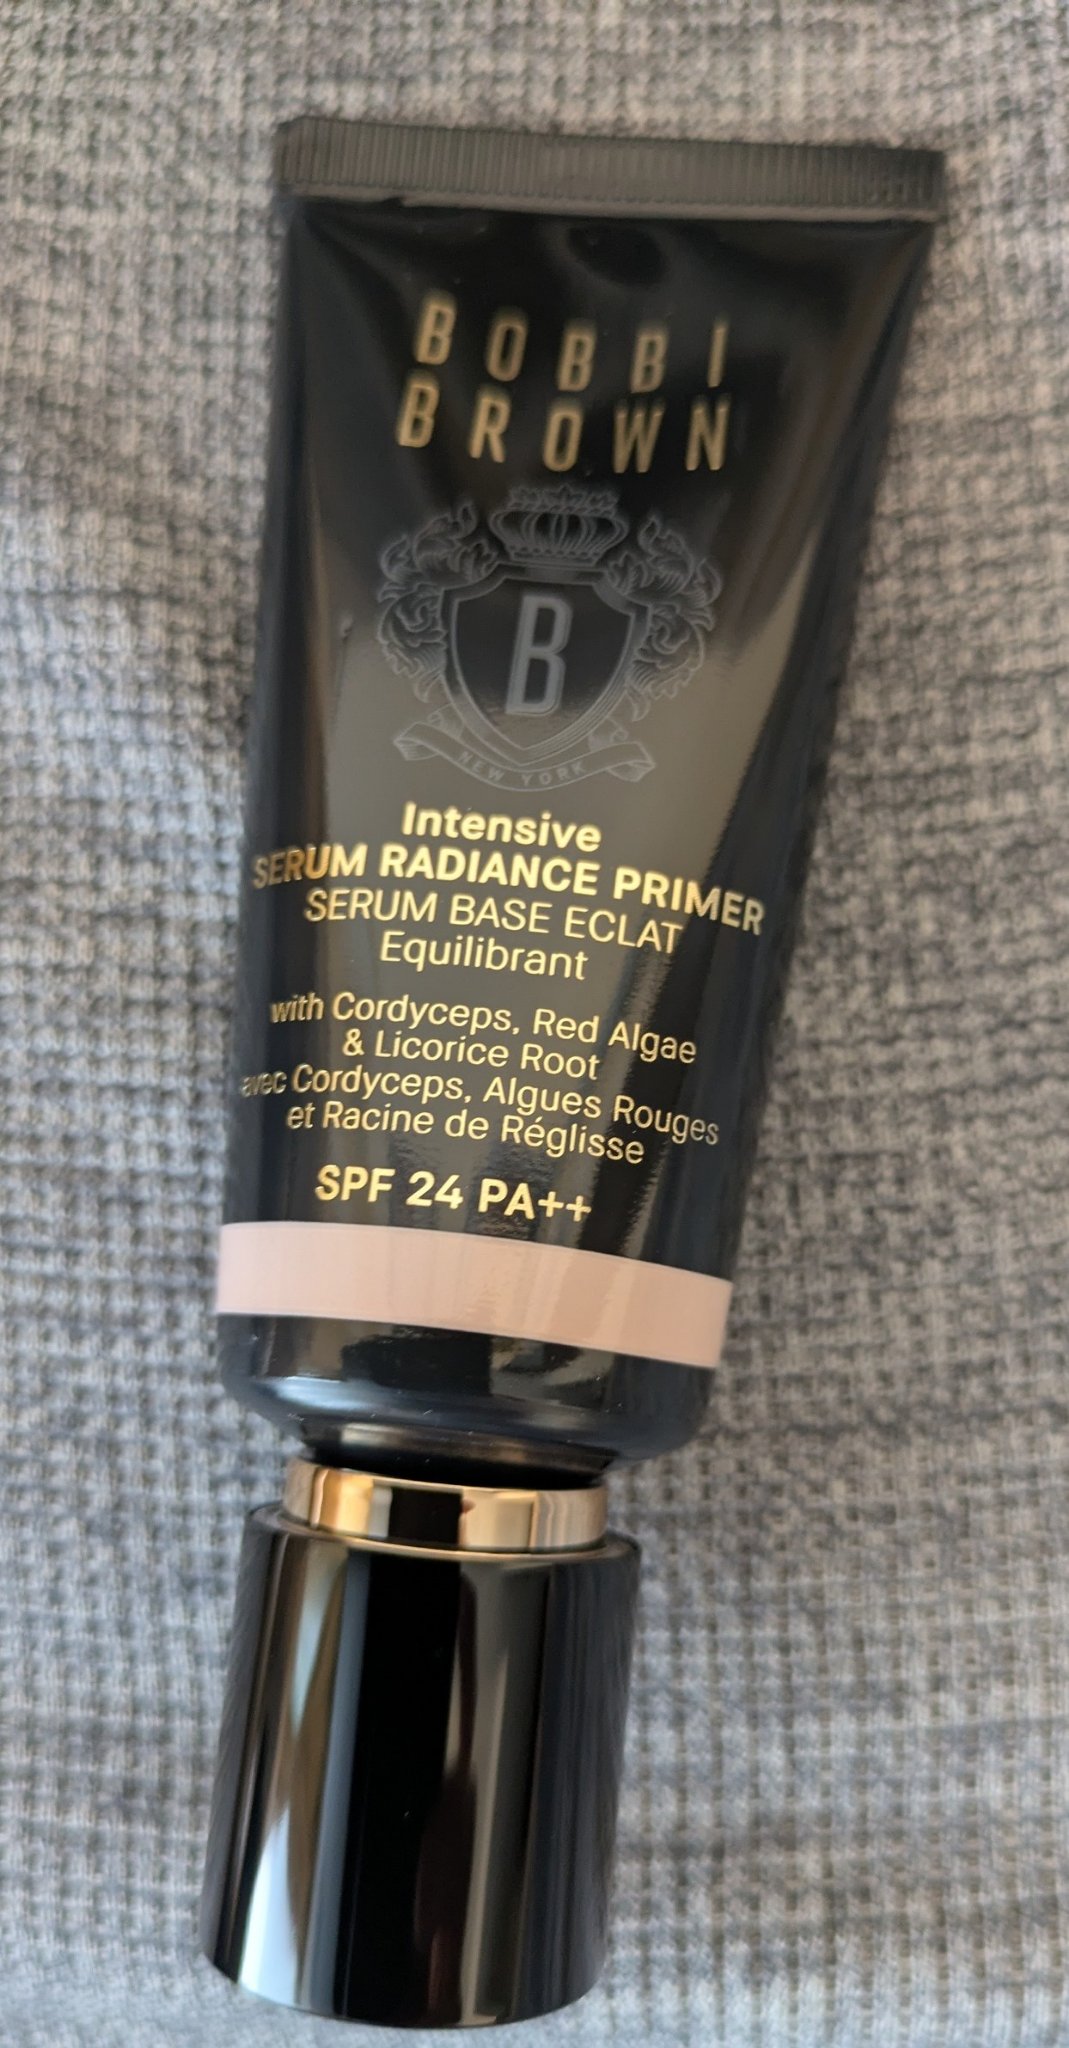 BOBBI
BROWN
B
NEW YORK
Intensive
SERUM RADIANCE PRIMER
SERUM BASE ECLAT
Equilibrant
with Cordyceps, Red Algae
& Licorice Root
avec Cordyceps, Algues Rouges
et Racine de Réglisse
SPF 24 PA++